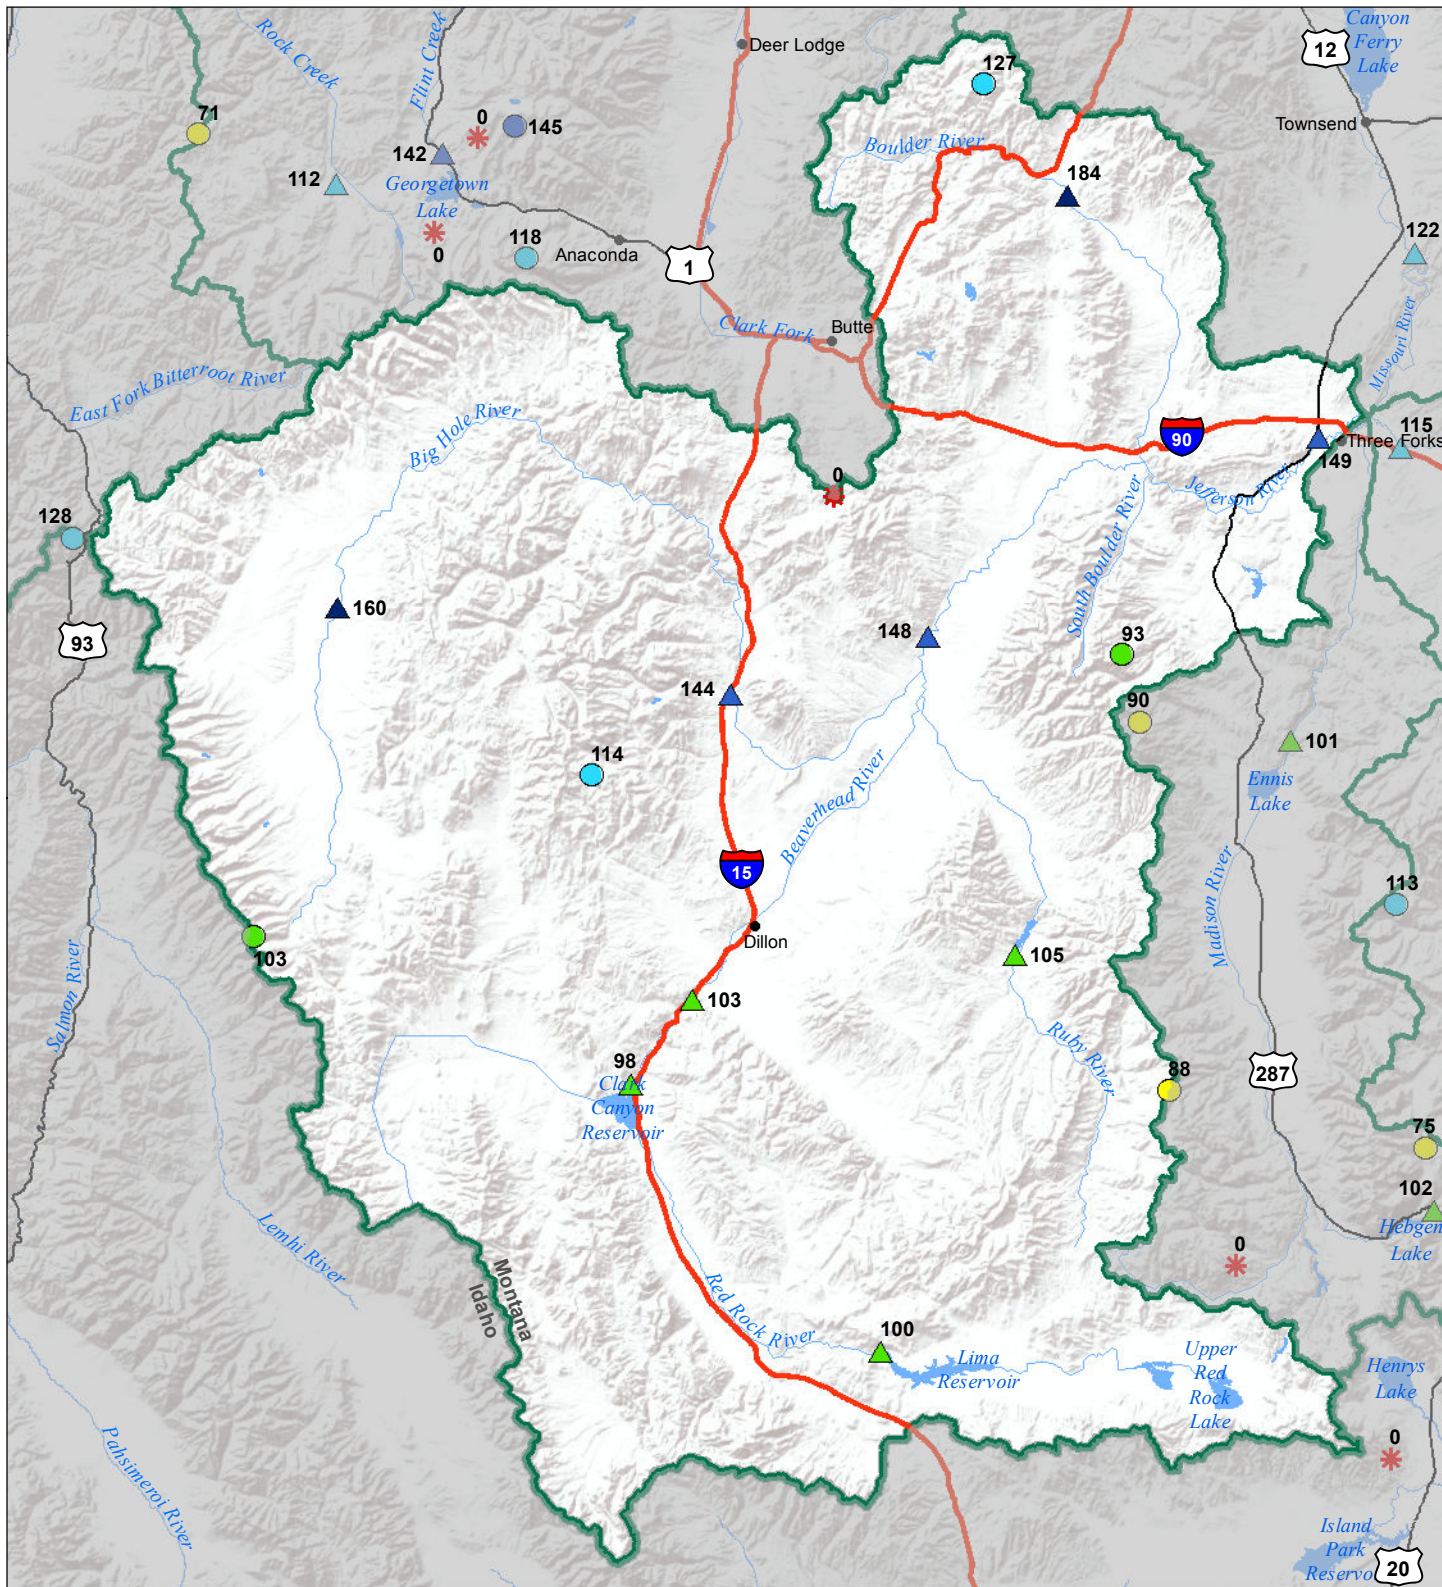 Canyon
Ferry
Lake
12
Deer Lodge
Rock Creek
Flint Creek
127
71
0
145
Townsend
142
Boulder River
112
Georgetown
Lake
184
0
118
Anaconda
1
122
Clark Fork
Butte
Missouri River
East Fork Bitterroot River
Big Hole River
90
115
Three Forks
149
0
Jefferson River
128
South Boulder River
160
93
148
93
144
90
101
114
Ennis
Lake
Beaverhead River
15
113
Madison River
Dillon
103
105
Salmon River
103
Ruby River
98
Clark
Canyon
Reservoir
287
88
75
102
Hebgen
Lake
Lemhi River
0
Montana
Idaho
Red Rock River
100
Lima
Reservoir
Upper
Red
Rock
Lake
Henrys
Lake
0
Pahsimeroi River
Island
Park
Reservo
20